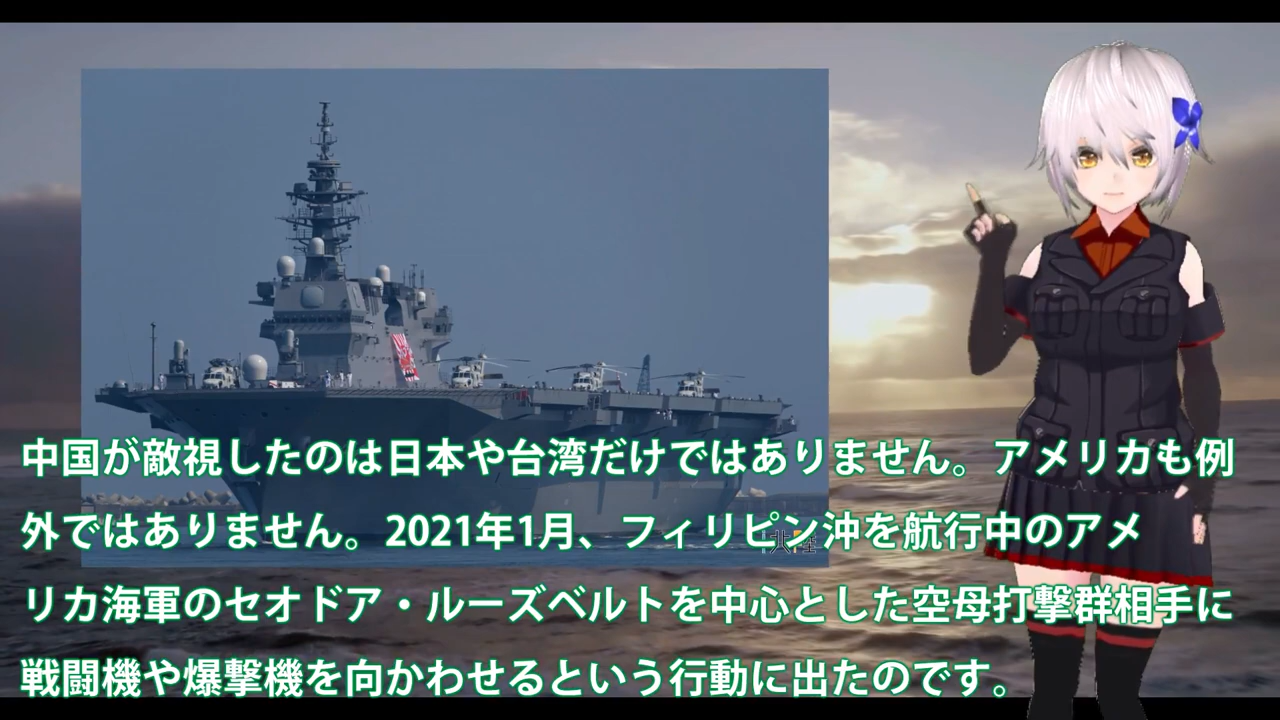 中国が敵視したのは日本や台湾だけではありません。アメリカも例
外ではありません。2021年1月、フィリピン沖を航行中のアメ
リカ海軍のセオドア・ルーズベルトを中心とした空母打撃群相手に
戦闘機や爆撃機を向かわせるという行動に出たのです。